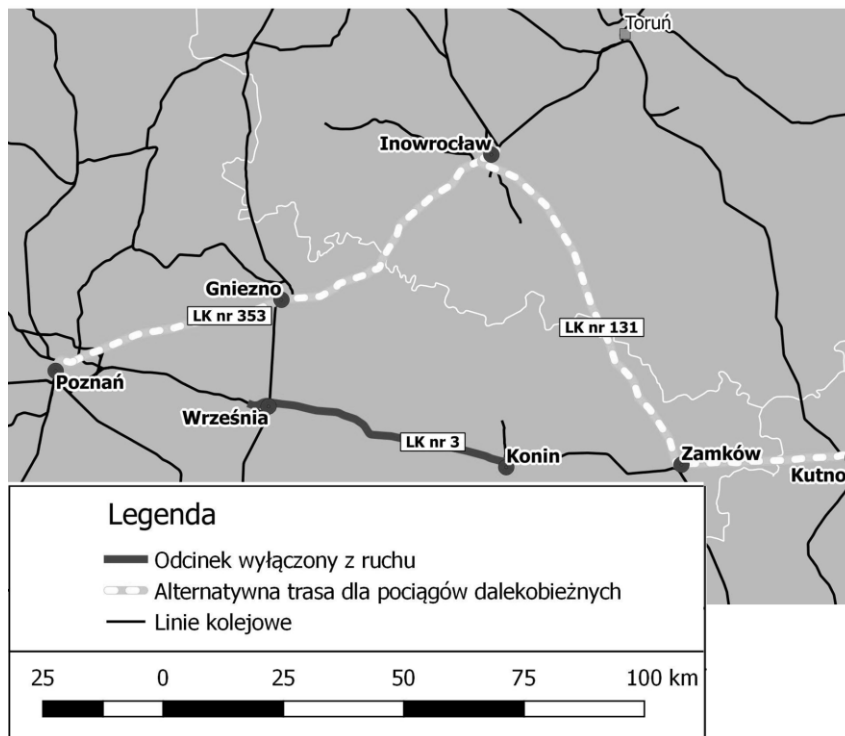 Toruń
Inowrocław
Gniezno
LK nr 353
LK nr 131
Poznań
Września
LK nr 3
Konin
Zamków
Kutno
Legenda
Odcinek wyłączony z ruchu
Alternatywna trasa dla pociągów dalekobieżnych
Linie kolejowe
25 0 25 50 75 100 km